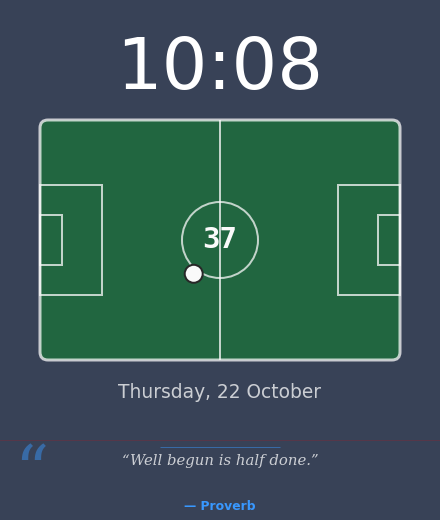 10:08
37
Thursday, 22 October
“
“Well begun is half done.”
— Proverb